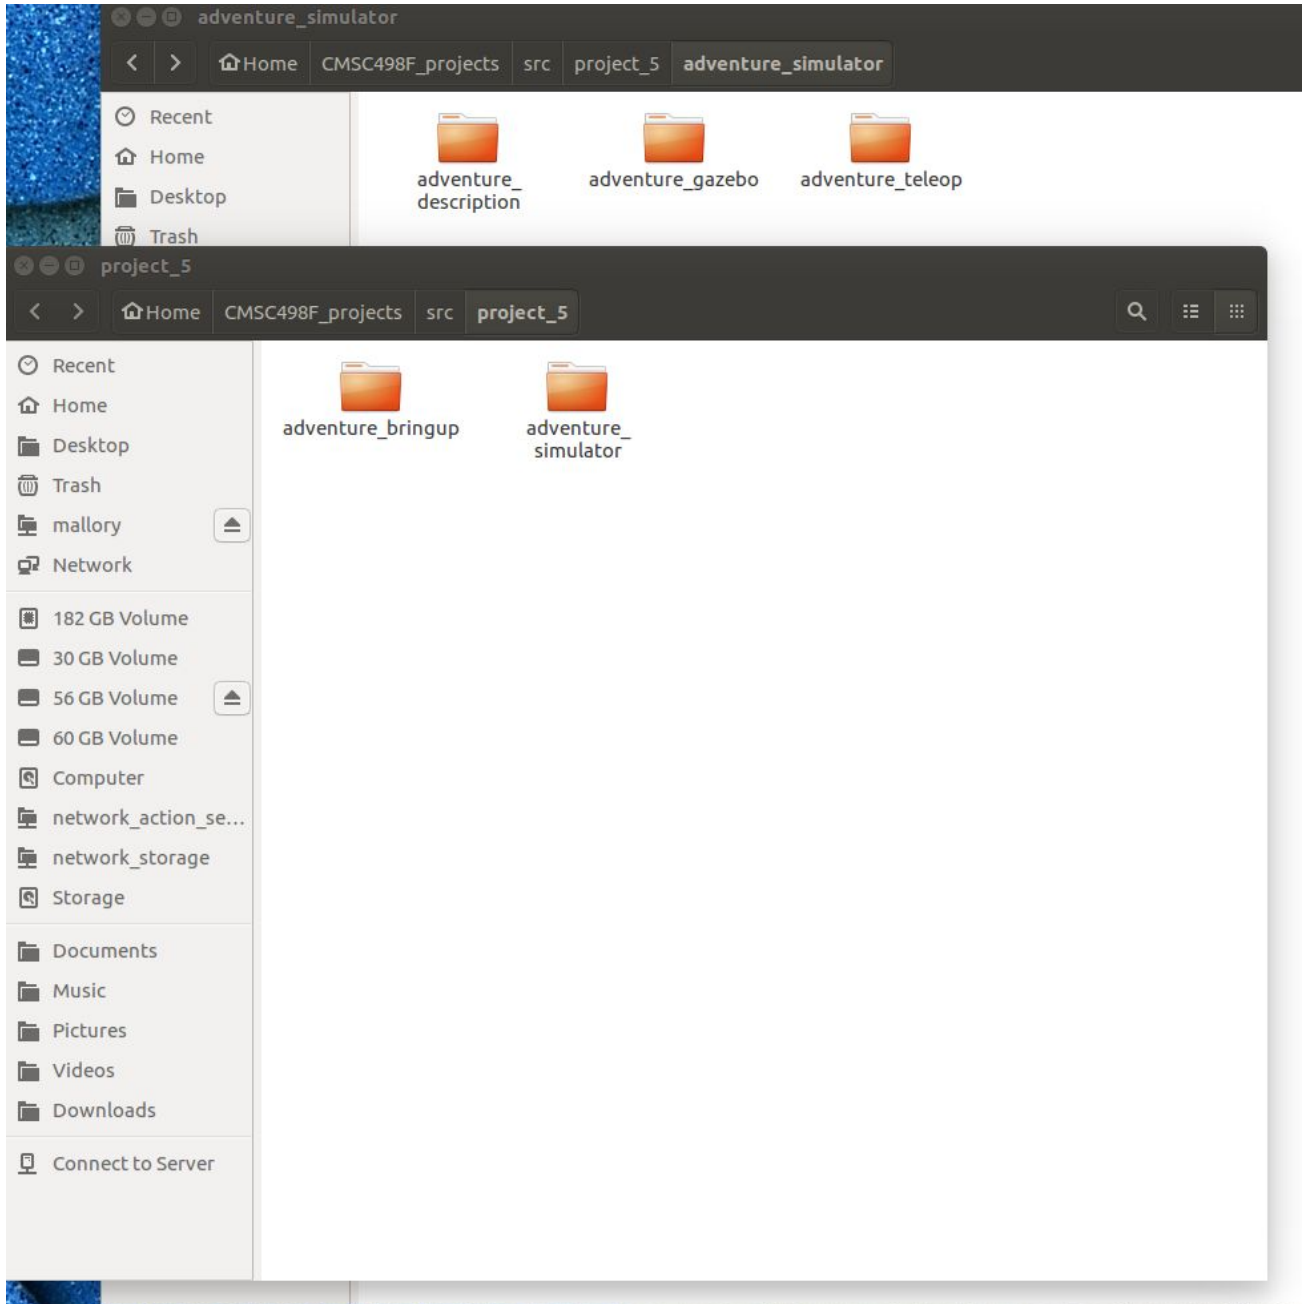 adventure_simulator
Home CMSC498F_projects src project_5 adventure_simulator
Recent
Home
Desktop
Trash
adventure_
description
adventure_gazebo
adventure_teleop
project_5
Home CMSC498F_projects src project_5
Recent
Home
Desktop
Trash
mallory
Network
182 GB Volume
30 GB Volume
56 GB Volume
60 GB Volume
Computer
network_action_se...
network_storage
Storage
Documents
Music
Pictures
Videos
Downloads
Connect to Server
adventure_bringup
adventure_
simulator